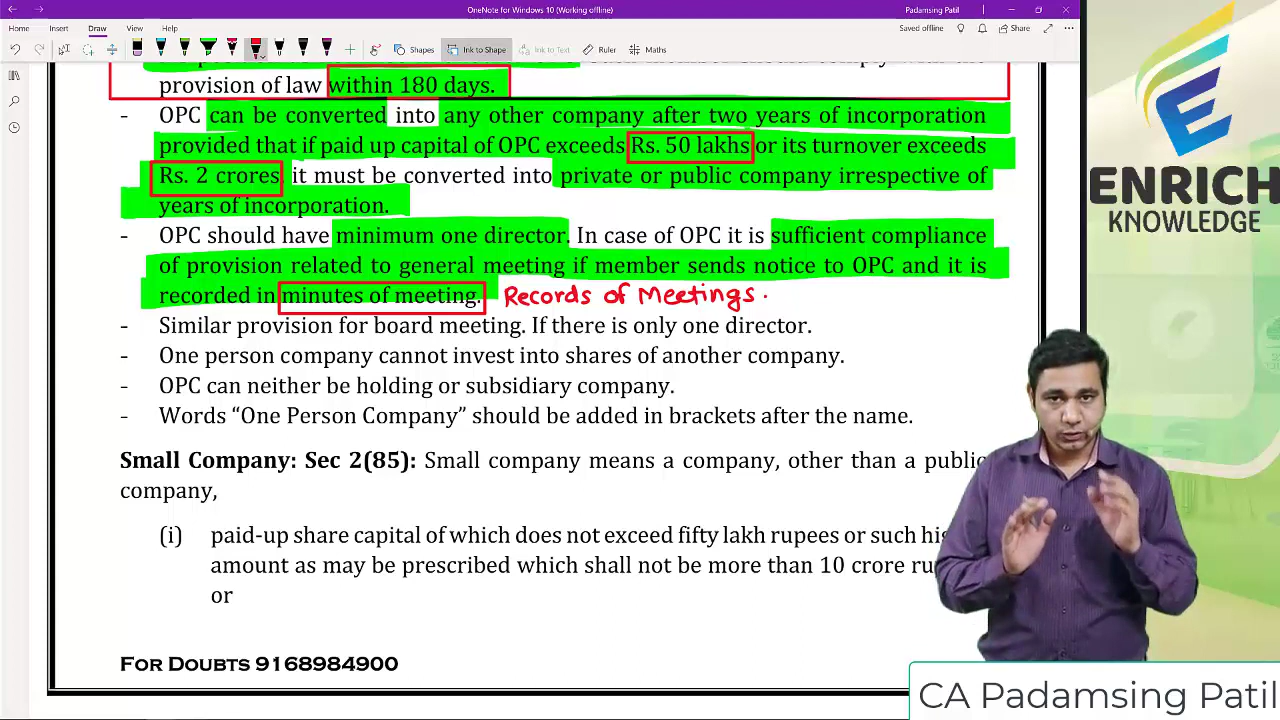 OneNote for Windows 10 (Working offline)
Padamsing Patil
Home Insert Draw View Help
Saved offline
Share
Shapes
Ink to Shape
Ink to Text
Ruler
Maths
provision of law within 180 days.
- OPC can be converted into any other company after two years of incorporation
provided that if paid up capital of OPC exceeds Rs. 50 lakhs or its turnover exceeds
Rs. 2 crores, it must be converted into private or public company irrespective of
years of incorporation.
- OPC should have minimum one director. In case of OPC it is sufficient compliance
of provision related to general meeting if member sends notice to OPC and it is
recorded in minutes of meeting. Records of Meetings.
- Similar provision for board meeting. If there is only one director.
- One person company cannot invest into shares of another company.
- OPC can neither be holding or subsidiary company.
- Words “One Person Company” should be added in brackets after the name.
Small Company: Sec 2(85): Small company means a company, other than a public
company,
(i) paid-up share capital of which does not exceed fifty lakh rupees or such
amount as may be prescribed which shall not be more than 10 crore
or
For Doubts 9168984900
ENRICH
KNOWLEDGE
CA Padamsing Patil